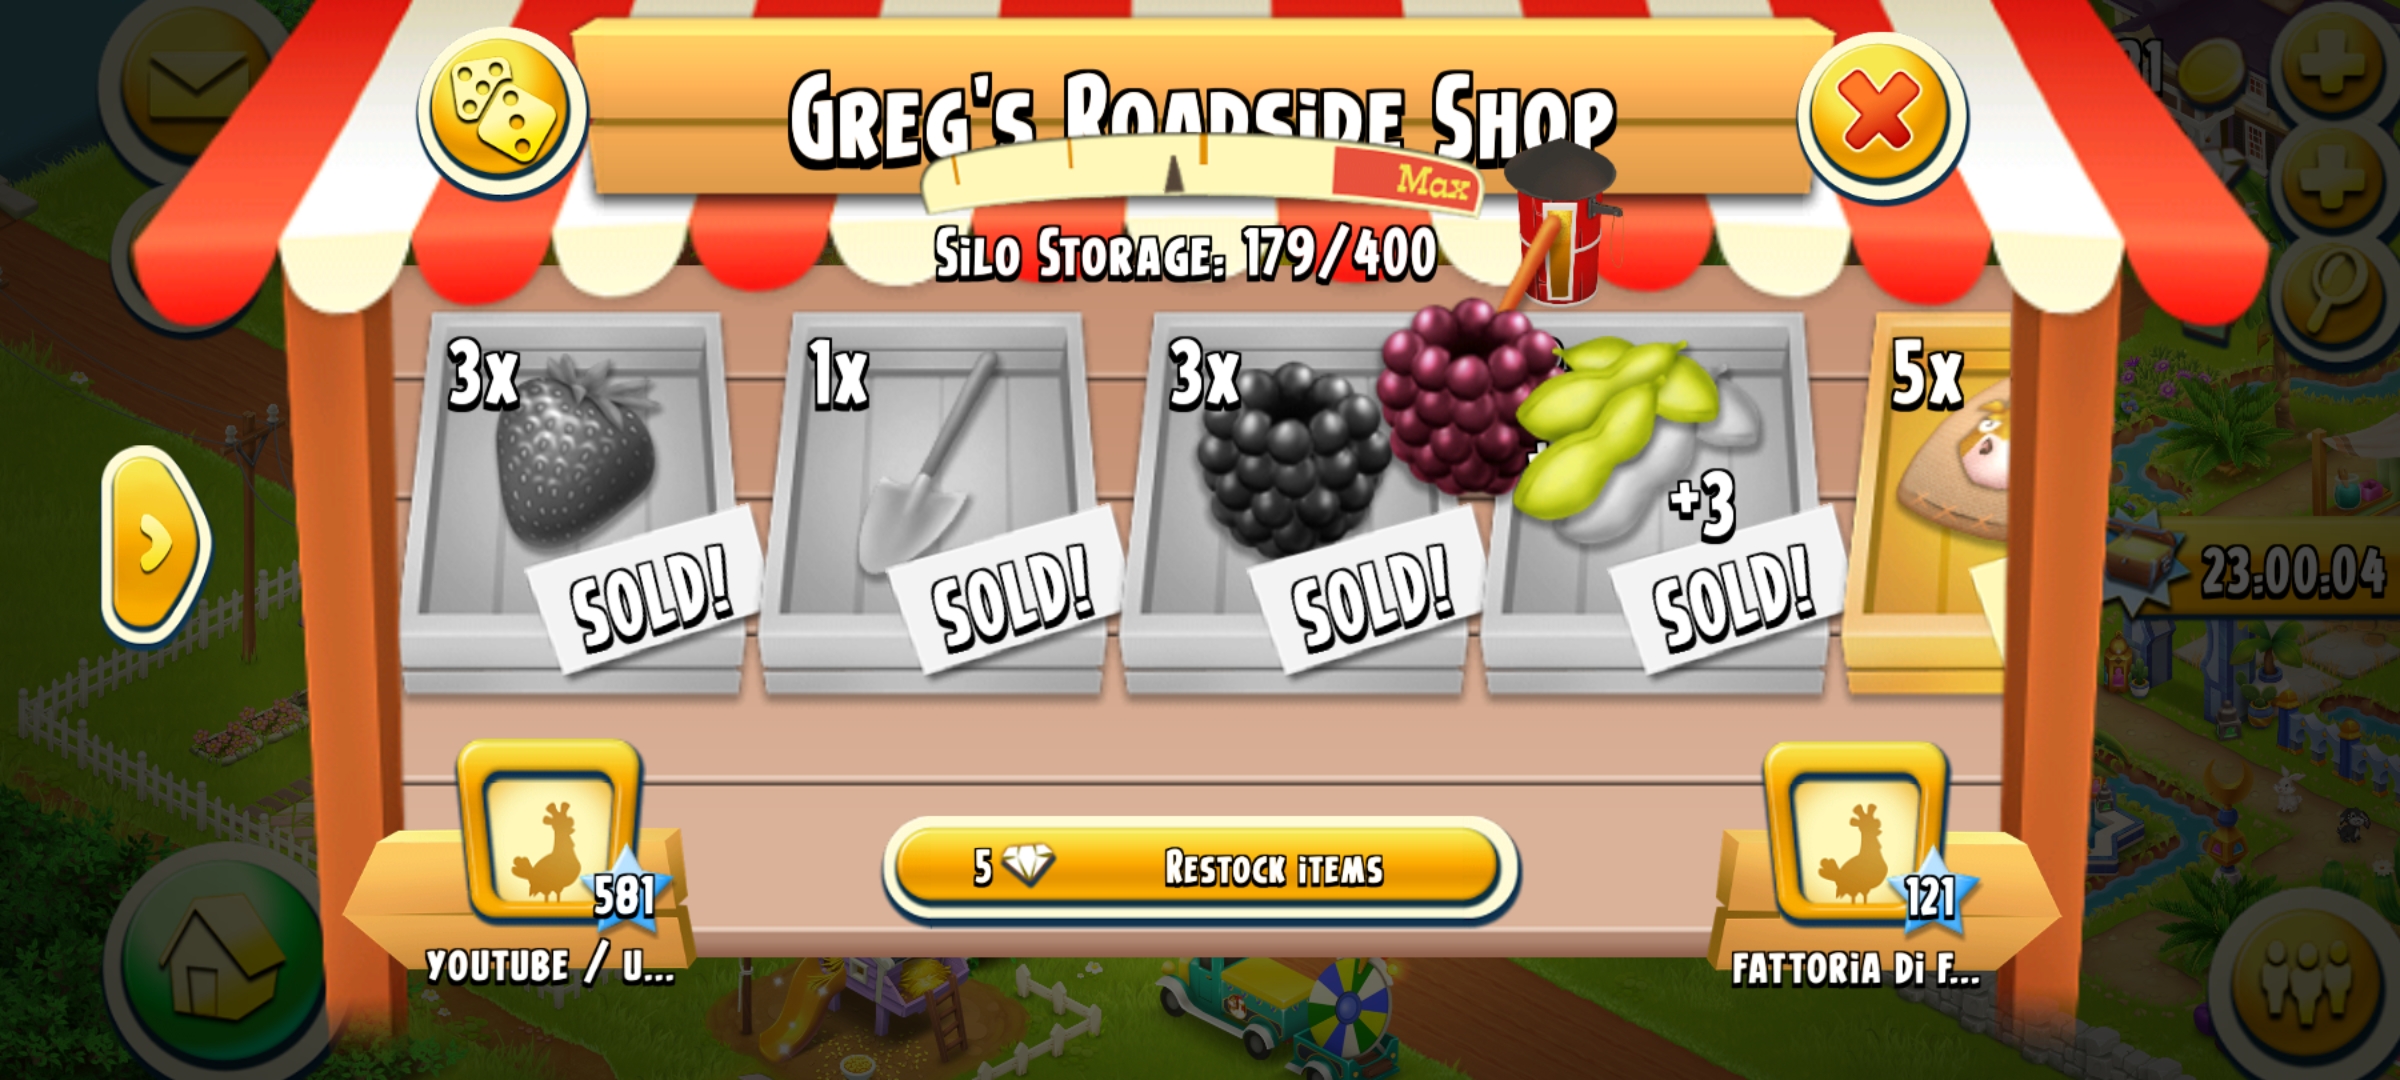 GREG'S ROADSIDE SHOP
Max
SILO STORAGE: 179/400
3x
1x
3x
5x
+3
SOLD!
SOLD!
SOLD!
SOLD!
23:00:04
5
RESTOCK ITEMS
581
121
YOUTUBE / U...
FATTORIA DI F...